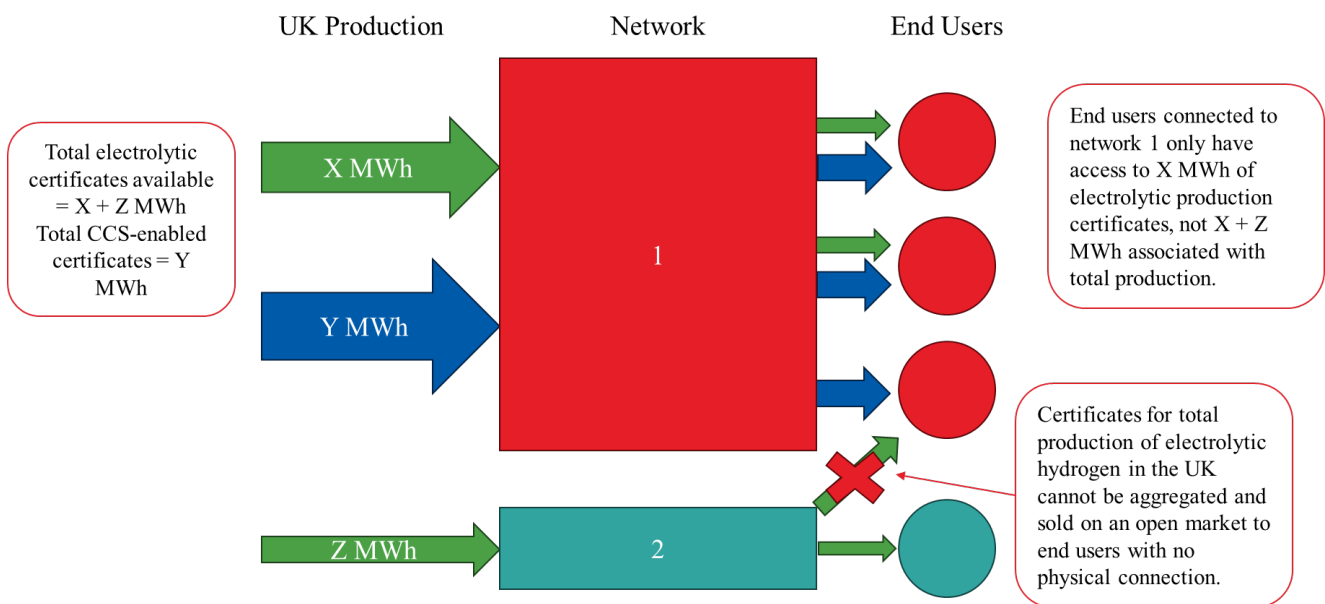 UK Production
Network
End Users
Total electrolytic
certificates available
= X + Z MWh
Total CCS-enabled
certificates = Y
MWh
X MWh
Y MWh
1
End users connected to
network 1 only have
access to X MWh of
electrolytic production
certificates, not X + Z
MWh associated with
total production.
Z MWh
2
Certificates for total
production of electrolytic
hydrogen in the UK
cannot be aggregated and
sold on an open market to
end users with no
physical connection.